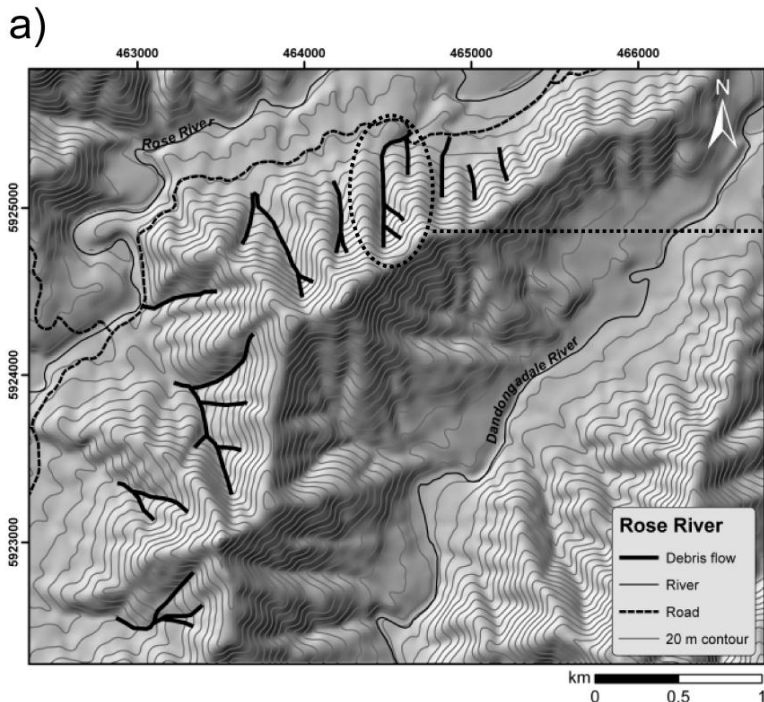 a)
463000 464000 465000 466000
N
Rose River
5925000
5924000
Dandongadale River
5923000
Rose River
Debris flow
River
Road
20 m contour
km
0 0.5 1